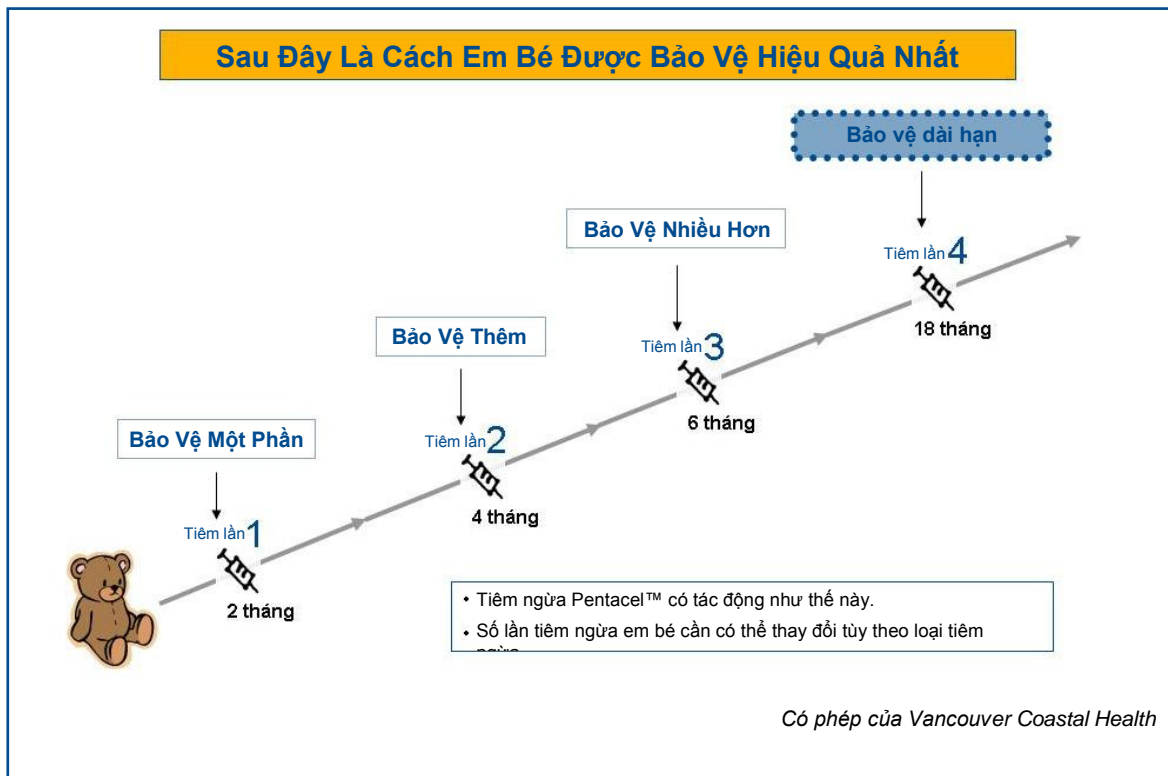 Sau Đây Là Cách Em Bé Được Bảo Vệ Hiệu Quả Nhất
Bảo vệ dài hạn
Bảo Vệ Nhiều Hơn
Tiêm lần 4
18 tháng
Bảo Vệ Thêm
Tiêm lần 3
6 tháng
Bảo Vệ Một Phần
Tiêm lần 2
4 tháng
Tiêm lần 1
2 tháng
• Tiêm ngừa Pentacel™ có tác động như thế này.
• Số lần tiêm ngừa em bé cần có thể thay đổi tùy theo loại tiêm
Có phép của Vancouver Coastal Health